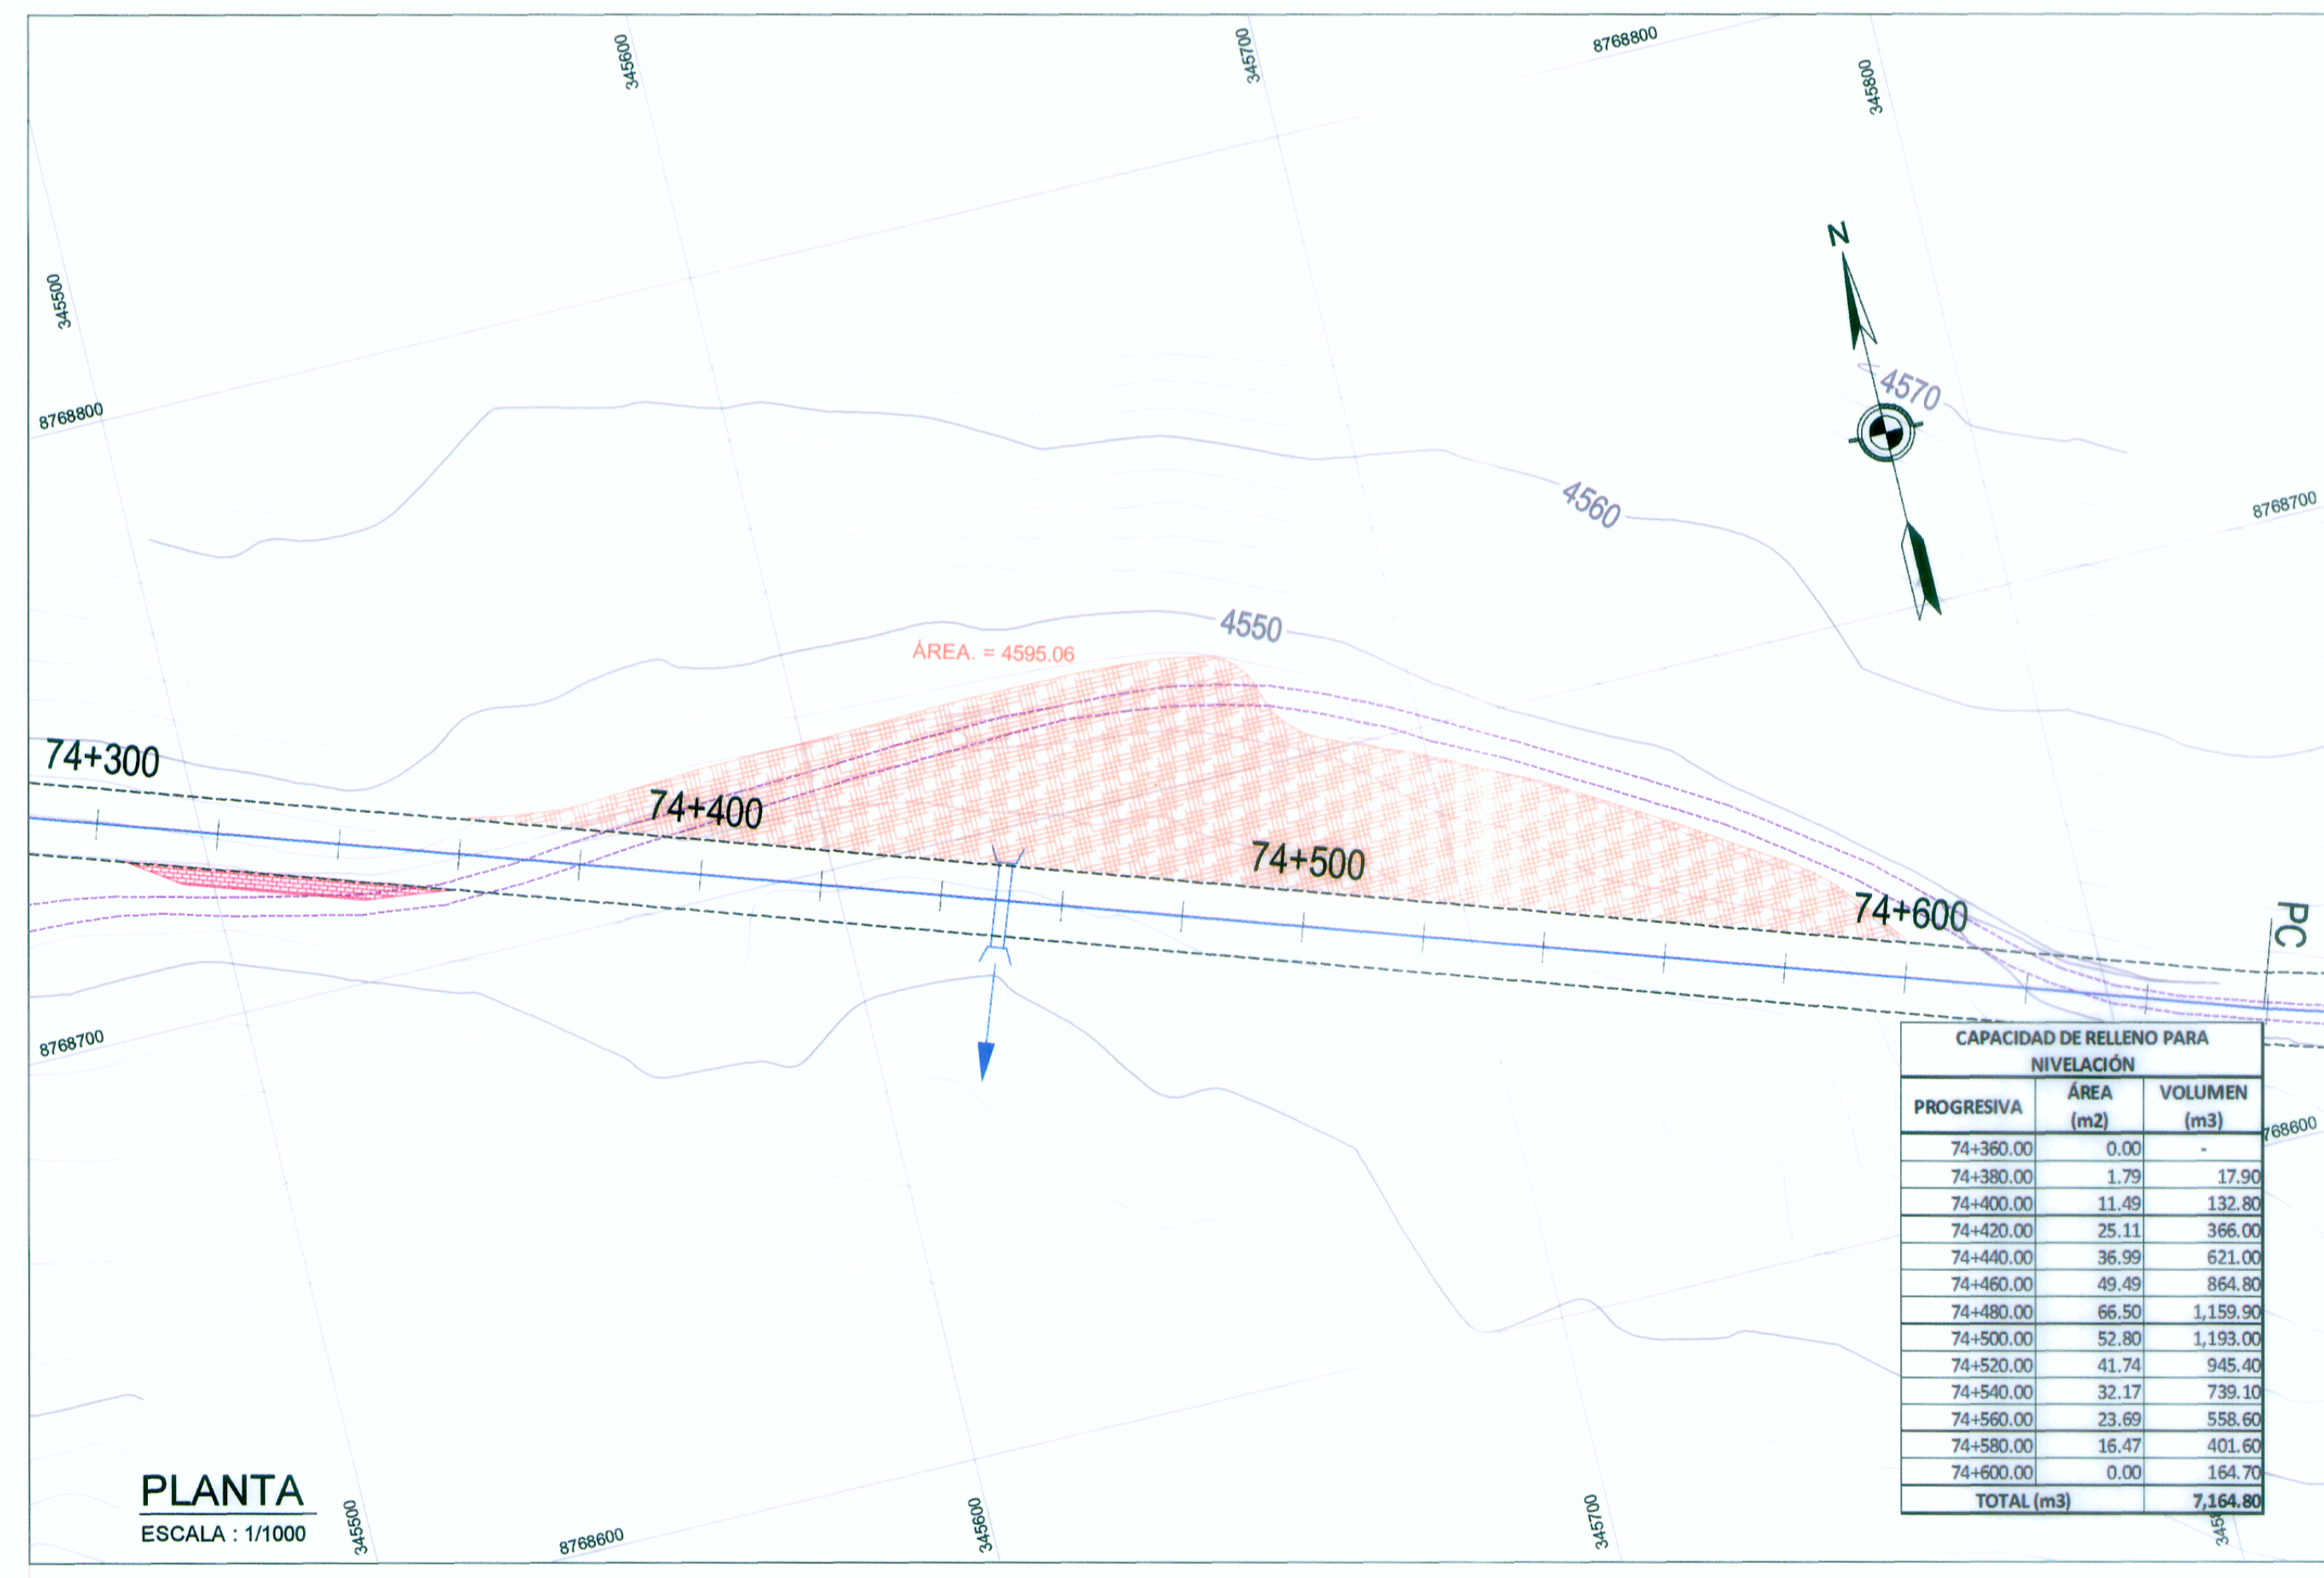 345600
345700
8768800
345800
N
345500
4570
8768800
4560
8768700
4550
ÁREA. = 4595.06
74+300
74+400
74+500
74+600
PC
8768700
CAPACIDAD DE RELLENO PARA
NIVELACIÓN
PROGRESIVA ÁREA (m2) VOLUMEN (m3)
74+360.00 0.00 -
74+380.00 1.79 17.90
74+400.00 11.49 132.80
74+420.00 25.11 366.00
74+440.00 36.99 621.00
74+460.00 49.49 864.80
74+480.00 66.50 1,159.90
74+500.00 52.80 1,193.00
74+520.00 41.74 945.40
74+540.00 32.17 739.10
74+560.00 23.69 558.60
74+580.00 16.47 401.60
74+600.00 0.00 164.70
TOTAL (m3) 7,164.80
768600
PLANTA
ESCALA : 1/1000
345500
8768600
345600
345700